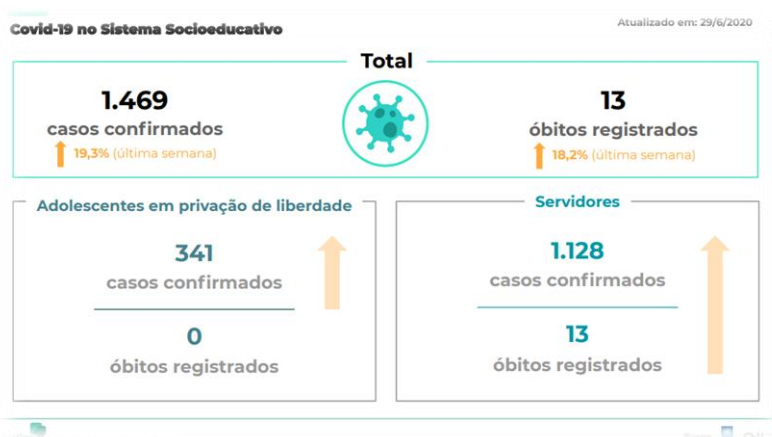 Covid-19 no Sistema Socioeducativo
Atualizado em: 29/6/2020
Total
1.469
casos confirmados
19,3% (última semana)
13
óbitos registrados
18,2% (última semana)
Adolescentes em privação de liberdade
341
casos confirmados
0
óbitos registrados
Servidores
1.128
casos confirmados
13
óbitos registrados